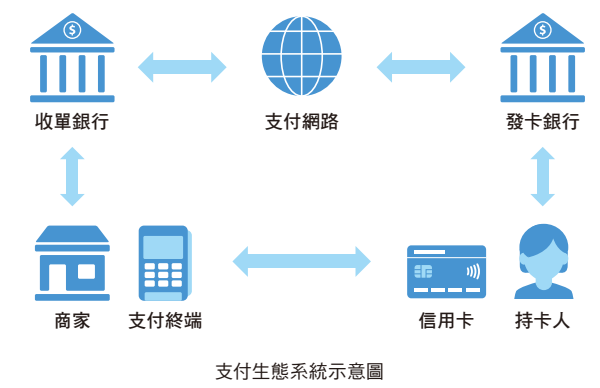 $
$
收單銀行
支付網路
發卡銀行
商家
支付終端
信用卡
持卡人
支付生態系統示意圖